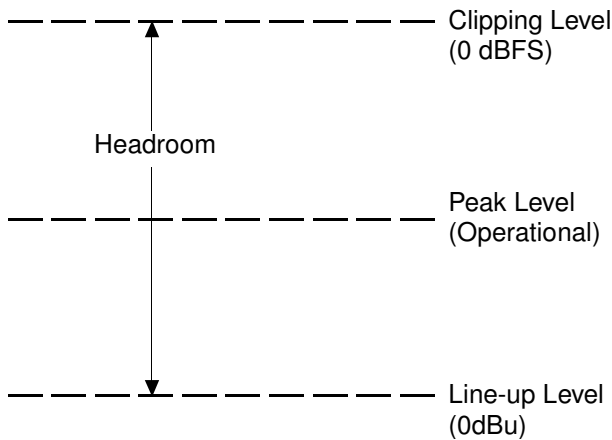 Clipping Level
(0 dBFS)
Headroom
Peak Level
(Operational)
Line-up Level
(0dBu)